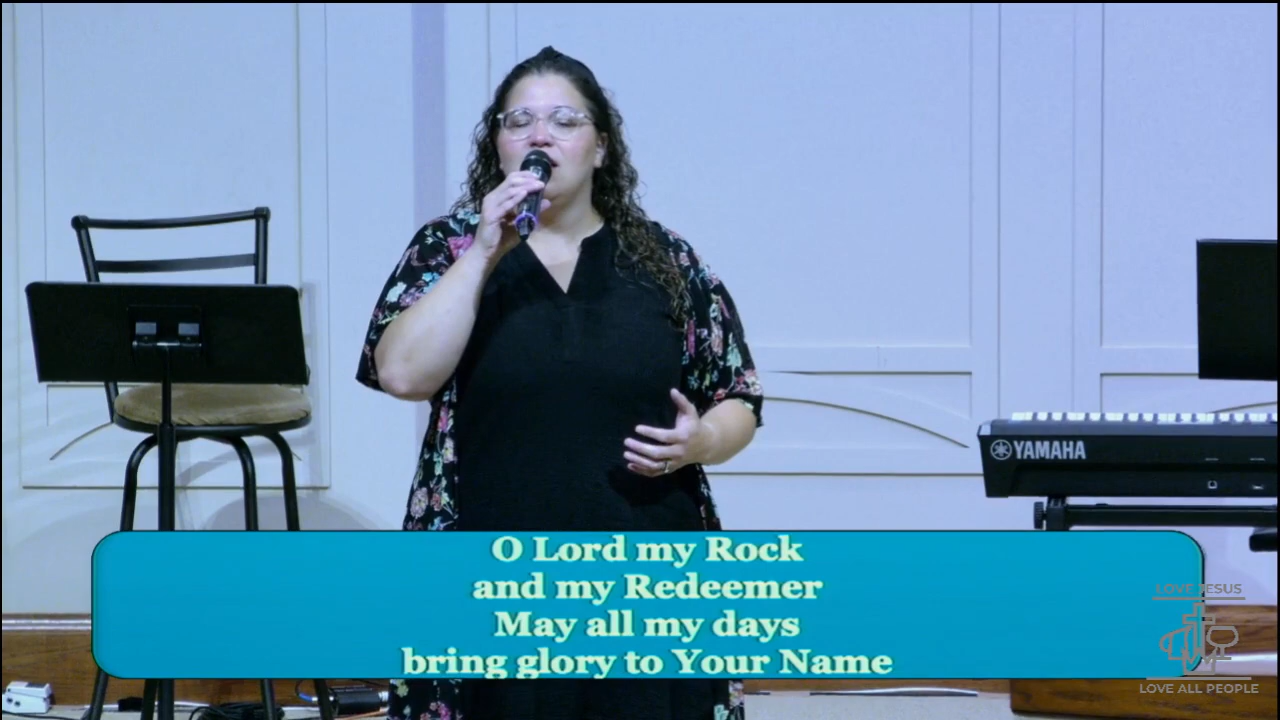 YAMAHA
O Lord my Rock
and my Redeemer
May all my days
bring glory to Your Name
LOVE JESUS
LOVE ALL PEOPLE